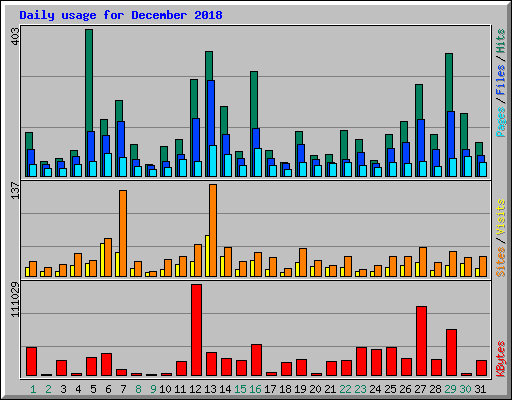 Daily usage for December 2018
403
Pages / Files / Hits
137
Sites / Visits
111029
KBytes
1 2 3 4 5 6 7 8 9 10 11 12 13 14 15 16 17 18 19 20 21 22 23 24 25 26 27 28 29 30 31